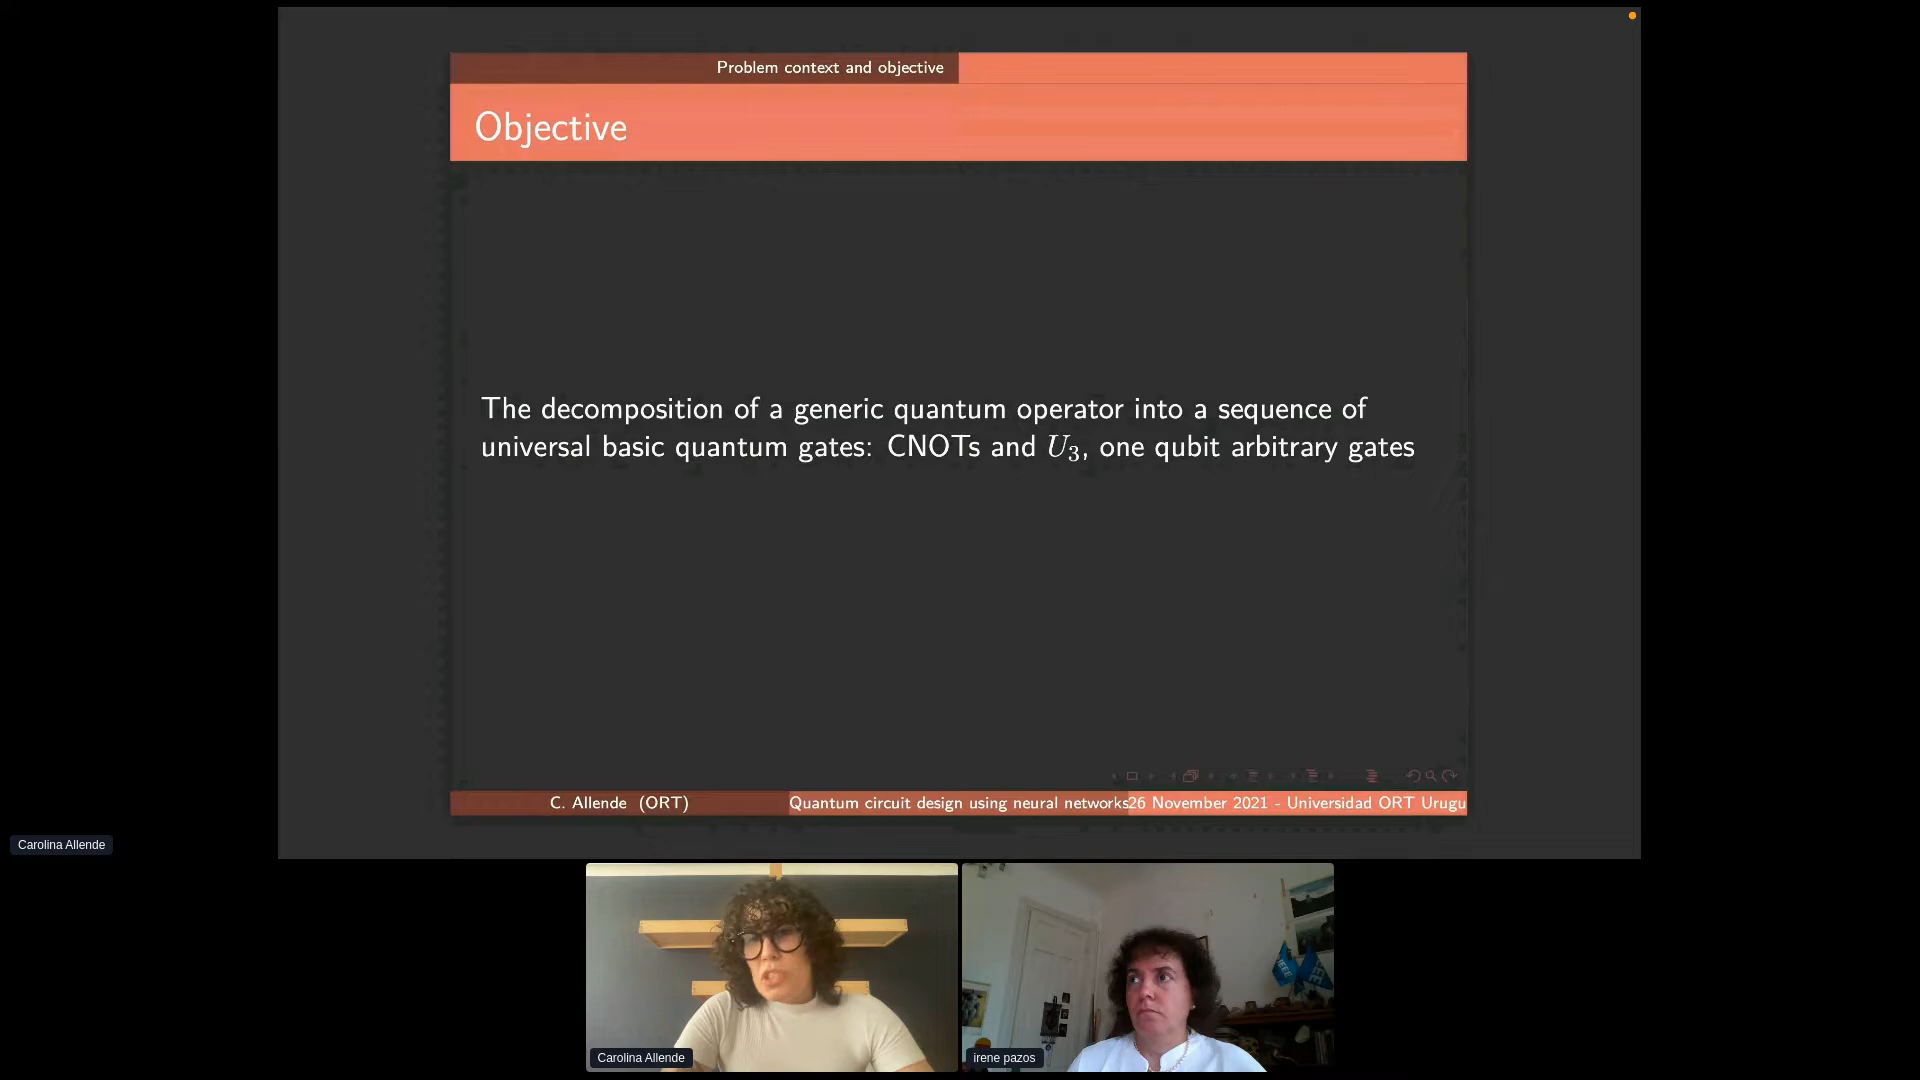 Problem context and objective
Objective
The decomposition of a generic quantum operator into a sequence of
universal basic quantum gates: CNOTs and U3, one qubit arbitrary gates
C. Allende (ORT)
Quantum circuit design using neural networks
26 November 2021 - Universidad ORT Urugu
Carolina Allende
Carolina Allende
irene pazos
IEEE